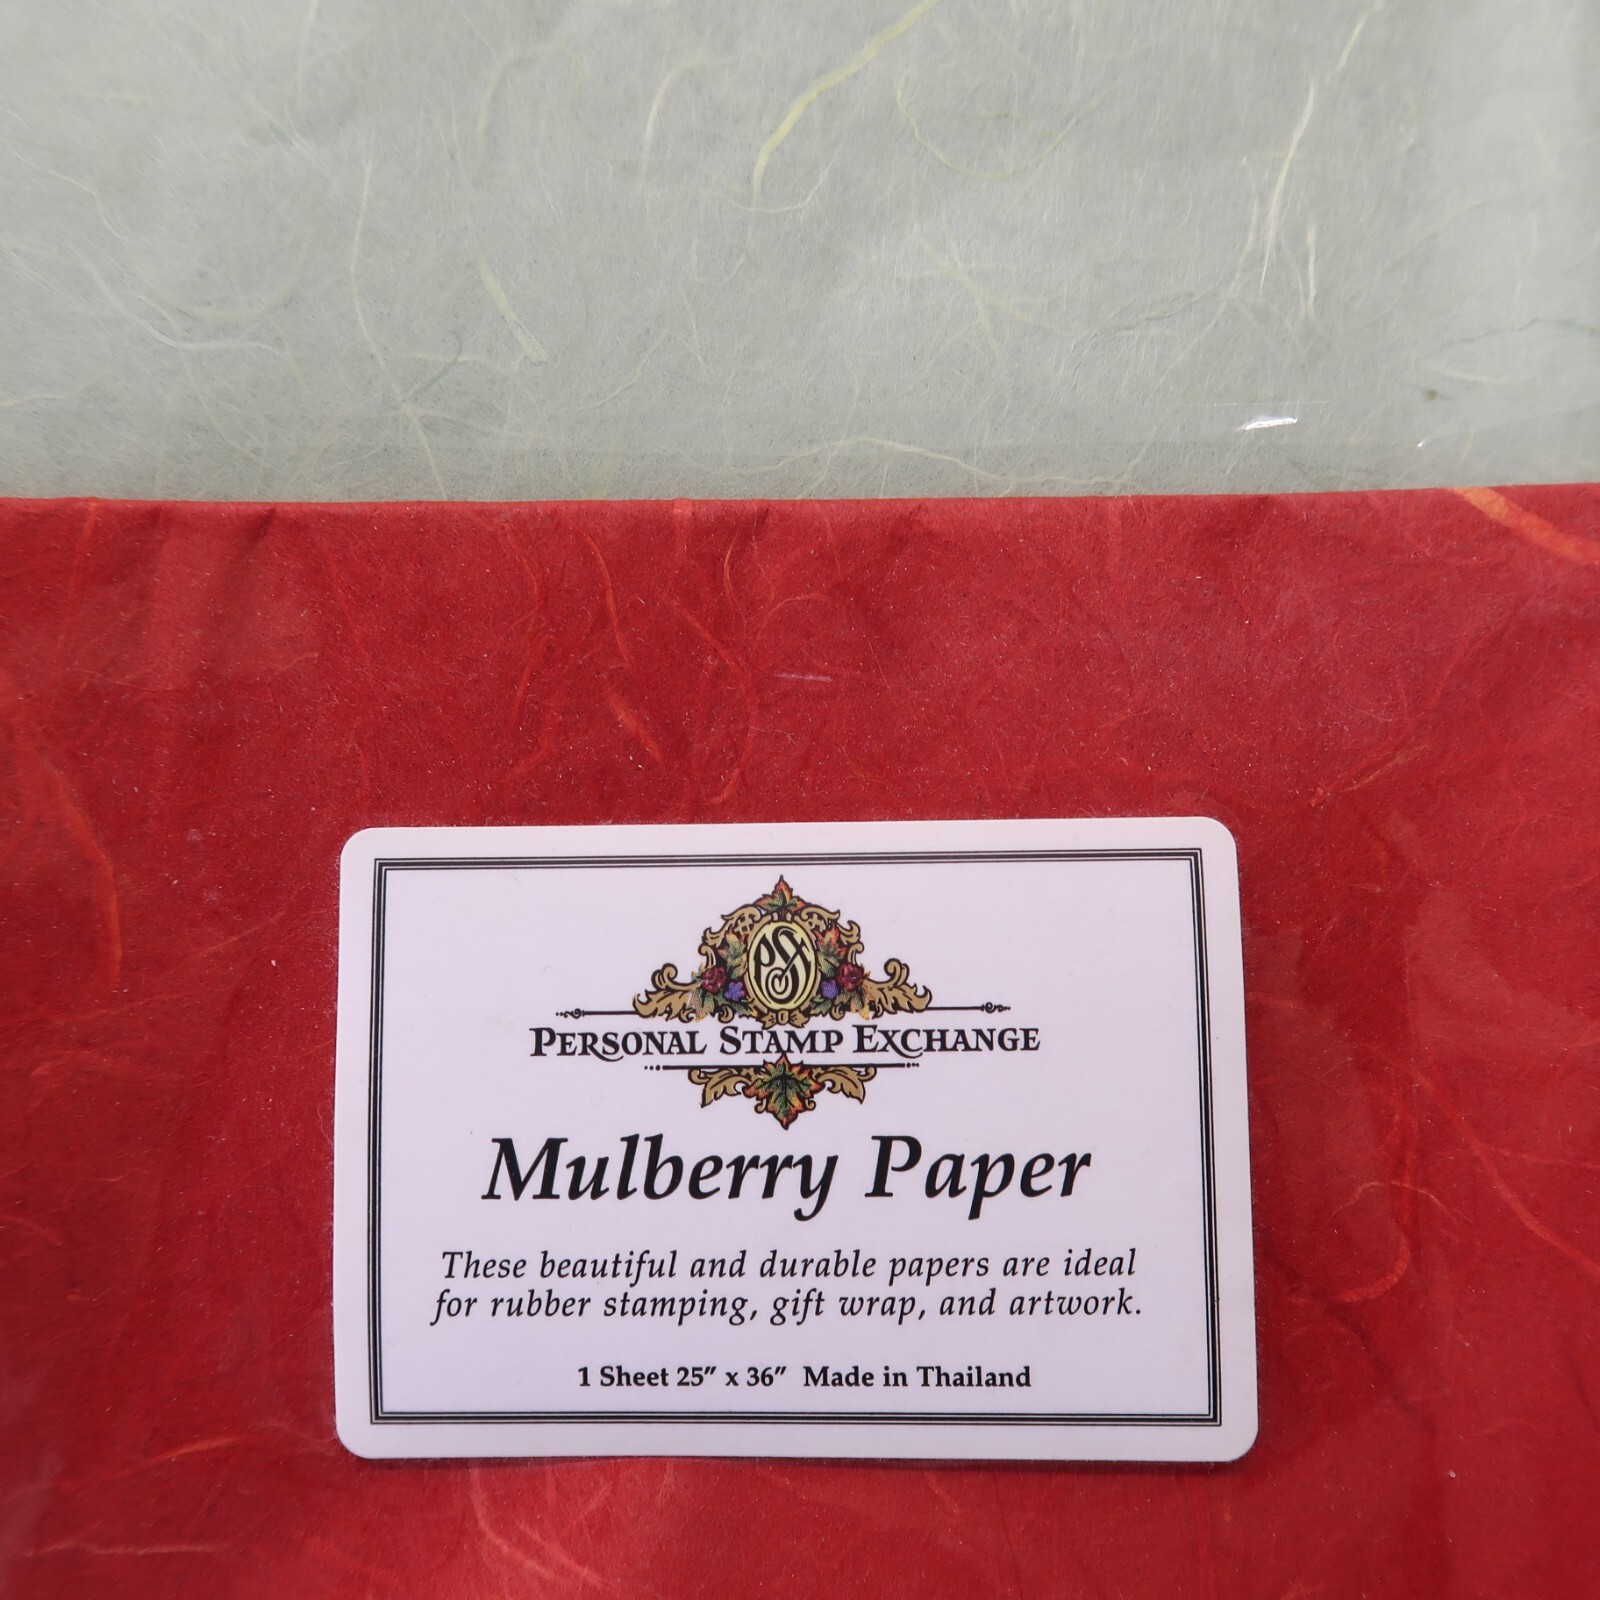 PSX
PERSONAL STAMP EXCHANGE
Mulberry Paper
These beautiful and durable papers are ideal
for rubber stamping, gift wrap, and artwork.
1 Sheet 25″ x 36″ Made in Thailand